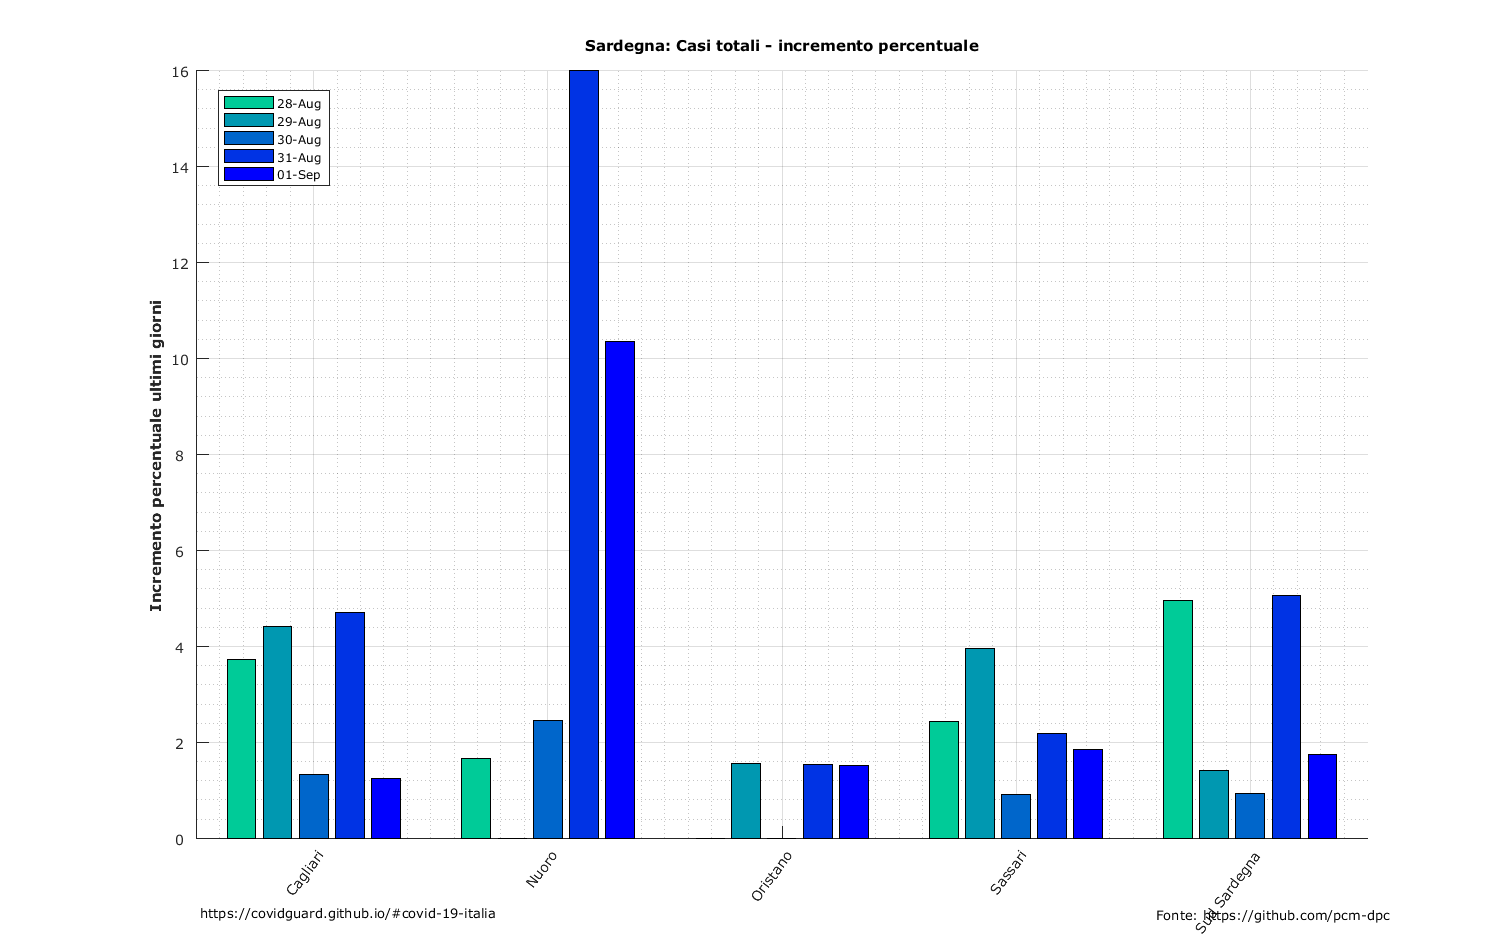 Sardegna: Casi totali - incremento percentuale
16
14
12
10
8
6
4
2
0
Incremento percentuale ultimi giorni
28-Aug
29-Aug
30-Aug
31-Aug
01-Sep
Cagliari
Nuoro
Oristano
Sassari
Sud Sardegna
https://covidguard.github.io/#covid-19-italia
Fonte: https://github.com/pcm-dpc